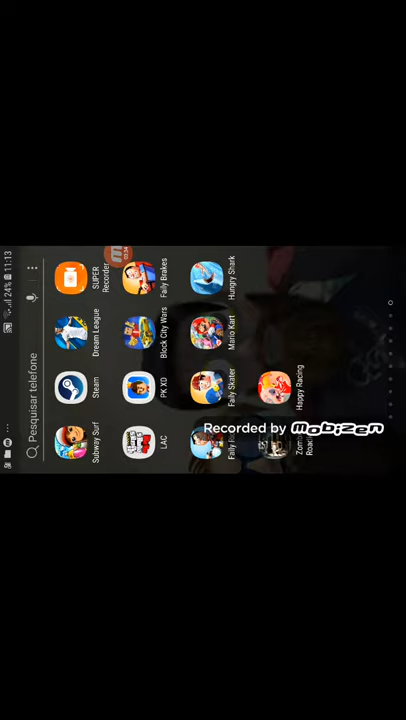 24% 11:13
Pesquisar telefone
Subway Surf
Steam
Dream League
SUPER
Recorder
LAC
PK XD
Block City Wars
Faily Brakes
Faily
Faily Skater
Mario Kart
Hungry Shark
Happy Racing
Recorded by mobizen